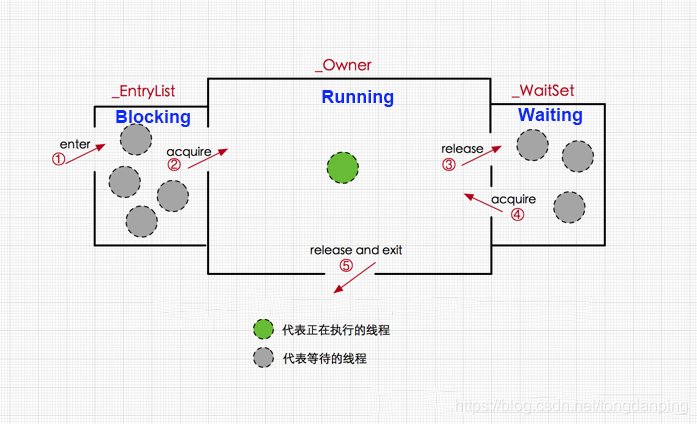 _Owner
_EntryList
_WaitSet
Running
Blocking
Waiting
enter
①
acquire
②
release
③
acquire
④
release and exit
⑤
代表正在执行的线程
代表等待的线程
https://blog.csdn.net/tongdanping